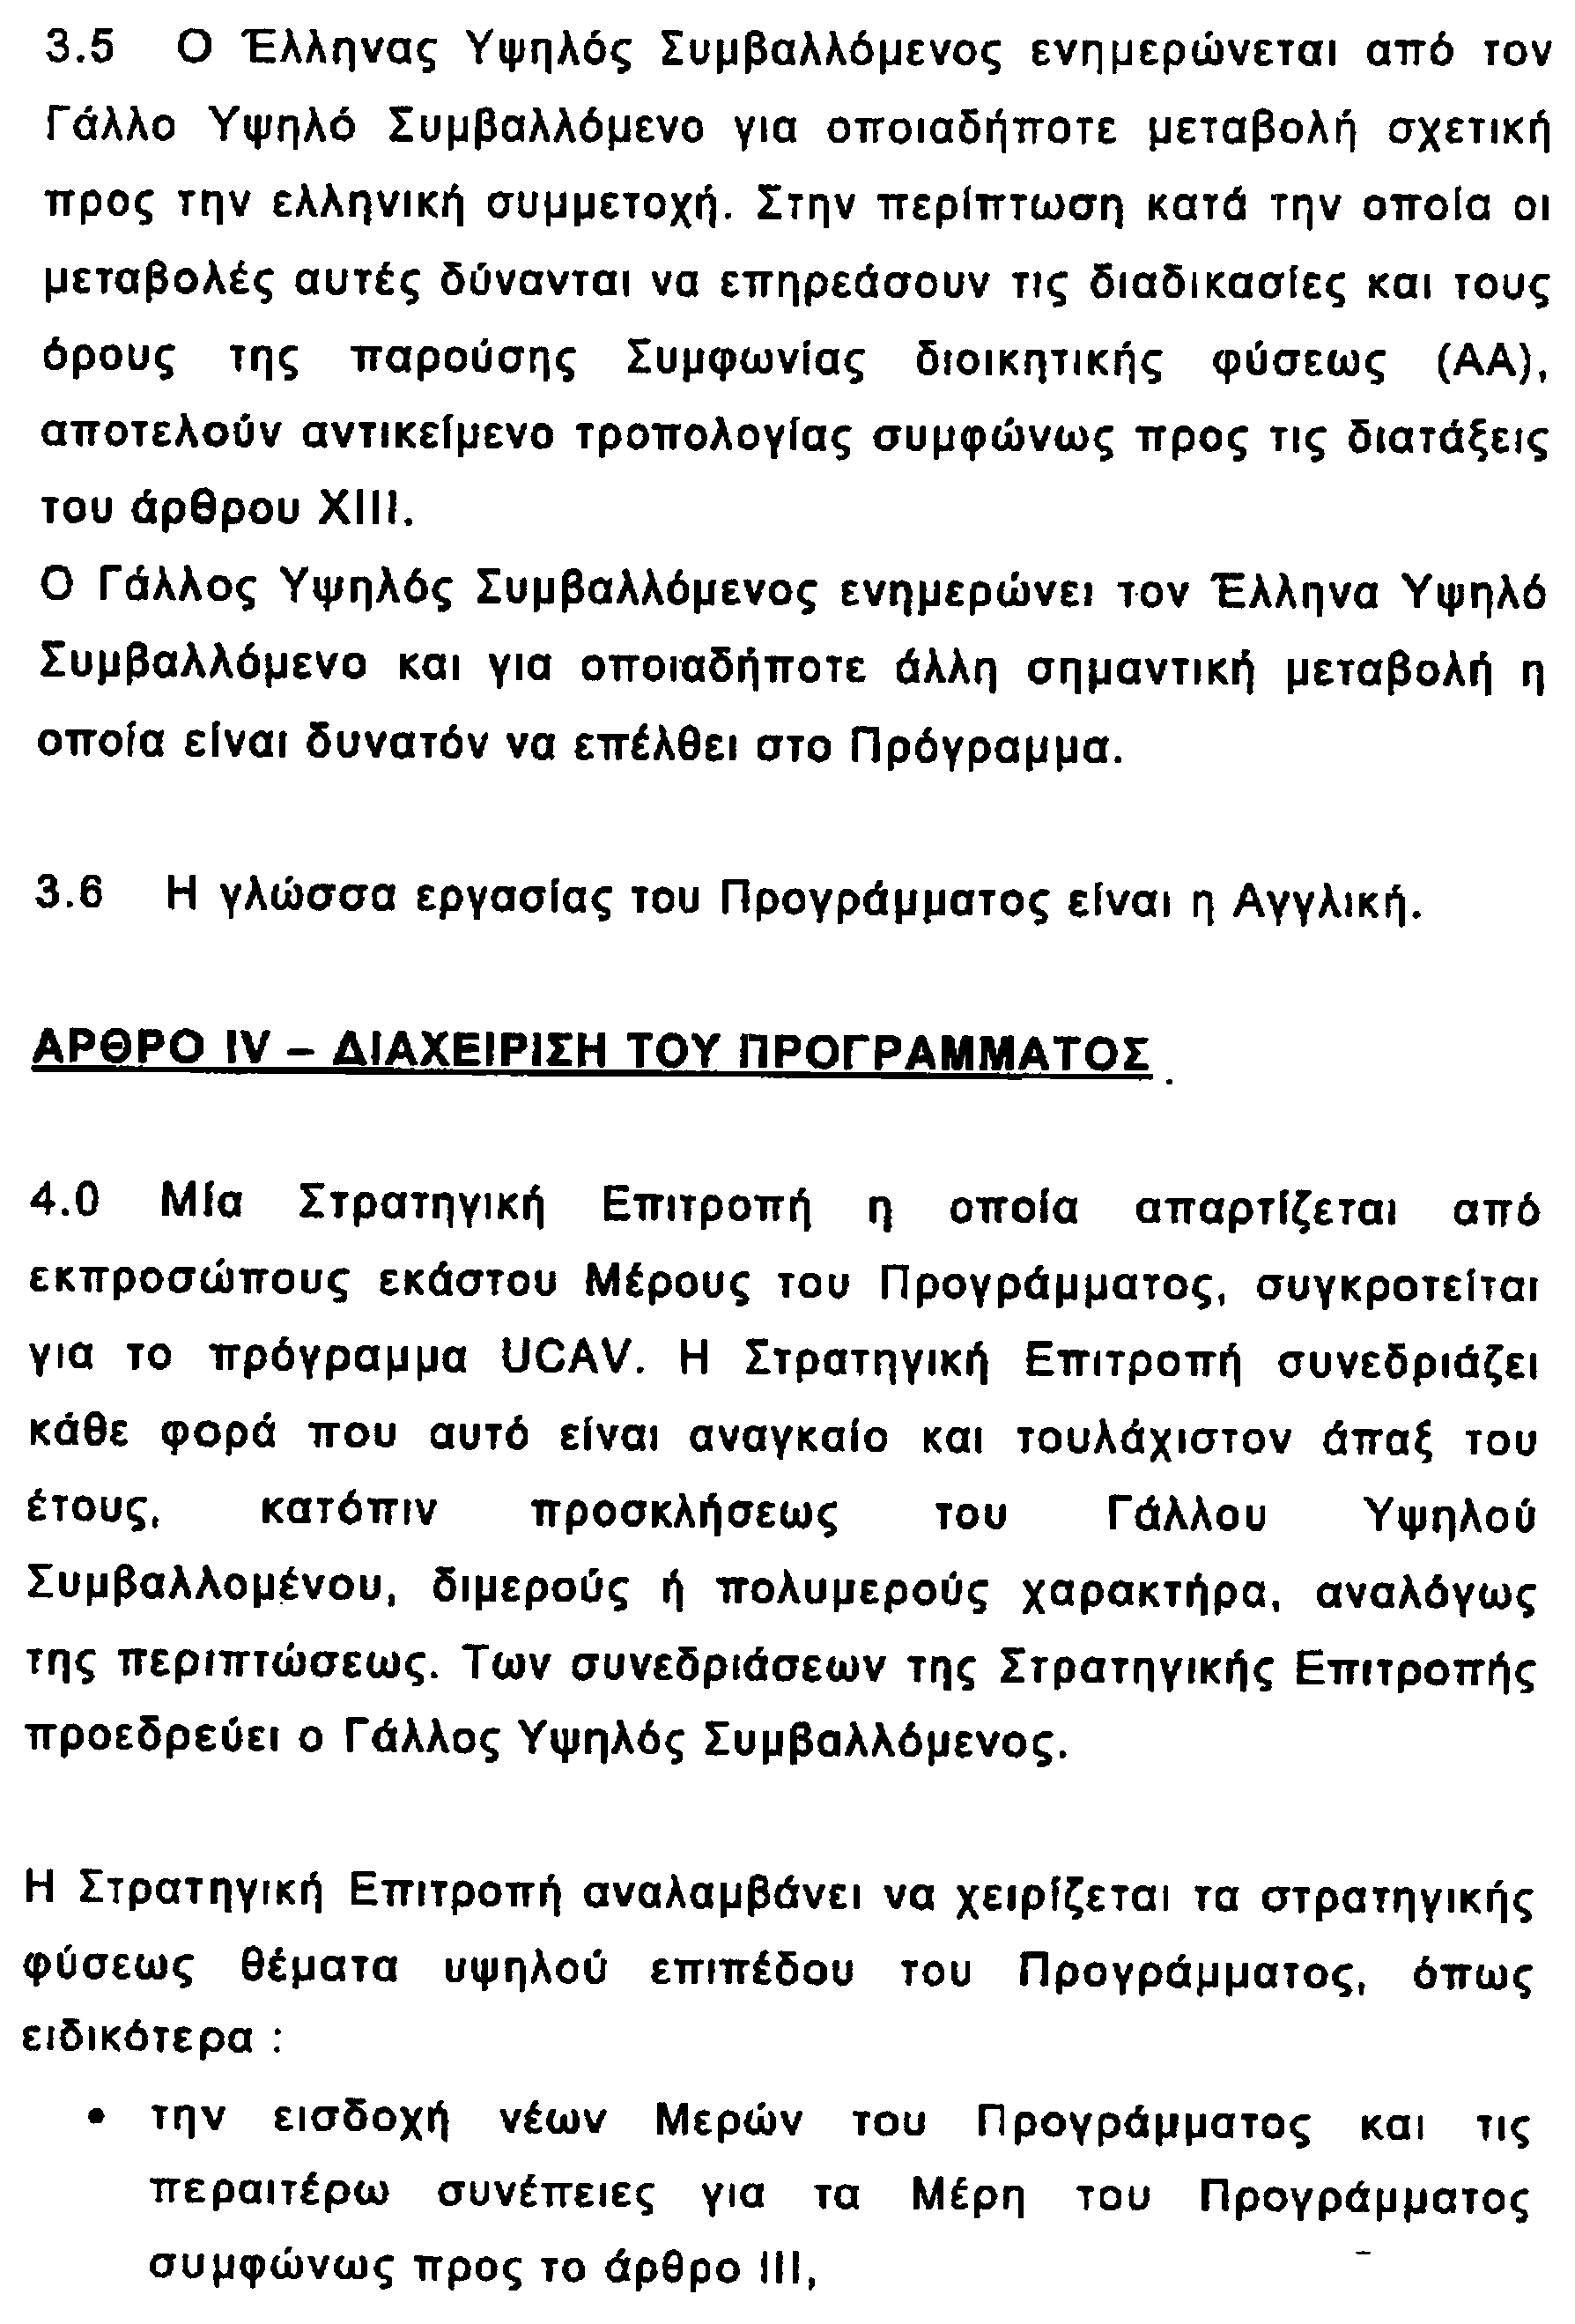 3.5 Ο Έλληνας Υψηλός Συμβαλλόμενος ενημερώνεται από τον
Γάλλο Υψηλό Συμβαλλόμενο για οποιαδήποτε μεταβολή σχετική
προς την ελληνική συμμετοχή. Στην περίπτωση κατά την οποία οι
μεταβολές αυτές δύνανται να επηρεάσουν τις διαδικασίες και τους
όρους της παρούσης Συμφωνίας διοικητικής φύσεως (ΑΑ),
αποτελούν αντικείμενο τροπολογίας συμφώνως προς τις διατάξεις
του άρθρου XIII.
Ο Γάλλος Υψηλός Συμβαλλόμενος ενημερώνει τον Έλληνα Υψηλό
Συμβαλλόμενο και για οποιαδήποτε άλλη σημαντική μεταβολή η
οποία είναι δυνατόν να επέλθει στο Πρόγραμμα.
3.6 Η γλώσσα εργασίας του Προγράμματος είναι η Αγγλική.
ΑΡΘΡΟ IV – ΔΙΑΧΕΙΡΙΣΗ ΤΟΥ ΠΡΟΓΡΑΜΜΑΤΟΣ
4.0 Μία Στρατηγική Επιτροπή η οποία απαρτίζεται από
εκπροσώπους εκάστου Μέρους του Προγράμματος, συγκροτείται
για το πρόγραμμα UCAV. Η Στρατηγική Επιτροπή συνεδριάζει
κάθε φορά που αυτό είναι αναγκαίο και τουλάχιστον άπαξ του
έτους, κατόπιν προσκλήσεως του Γάλλου Υψηλού
Συμβαλλομένου, διμερούς ή πολυμερούς χαρακτήρα, αναλόγως
της περιπτώσεως. Των συνεδριάσεων της Στρατηγικής Επιτροπής
προεδρεύει ο Γάλλος Υψηλός Συμβαλλόμενος.
Η Στρατηγική Επιτροπή αναλαμβάνει να χειρίζεται τα στρατηγικής
φύσεως θέματα υψηλού επιπέδου του Προγράμματος, όπως
ειδικότερα :
• την εισδοχή νέων Μερών του Προγράμματος και τις
περαιτέρω συνέπειες για τα Μέρη του Προγράμματος
συμφώνως προς το άρθρο III,